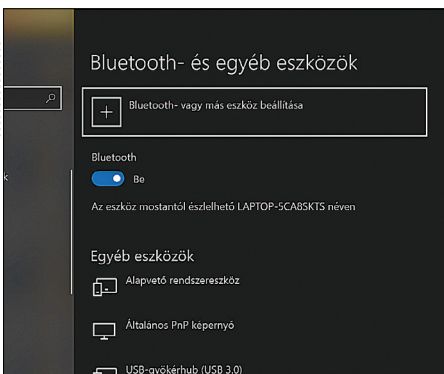 Bluetooth- és egyéb eszközök
Bluetooth- vagy más eszköz beállítása
Bluetooth
Be
k
Az eszköz mostantól észlelhető LAPTOP-5CA8SKTS néven
Egyéb eszközök
Alapvető rendszereszköz
Általános PnP képernyő
USB-gyökérhub (USB 3.0)